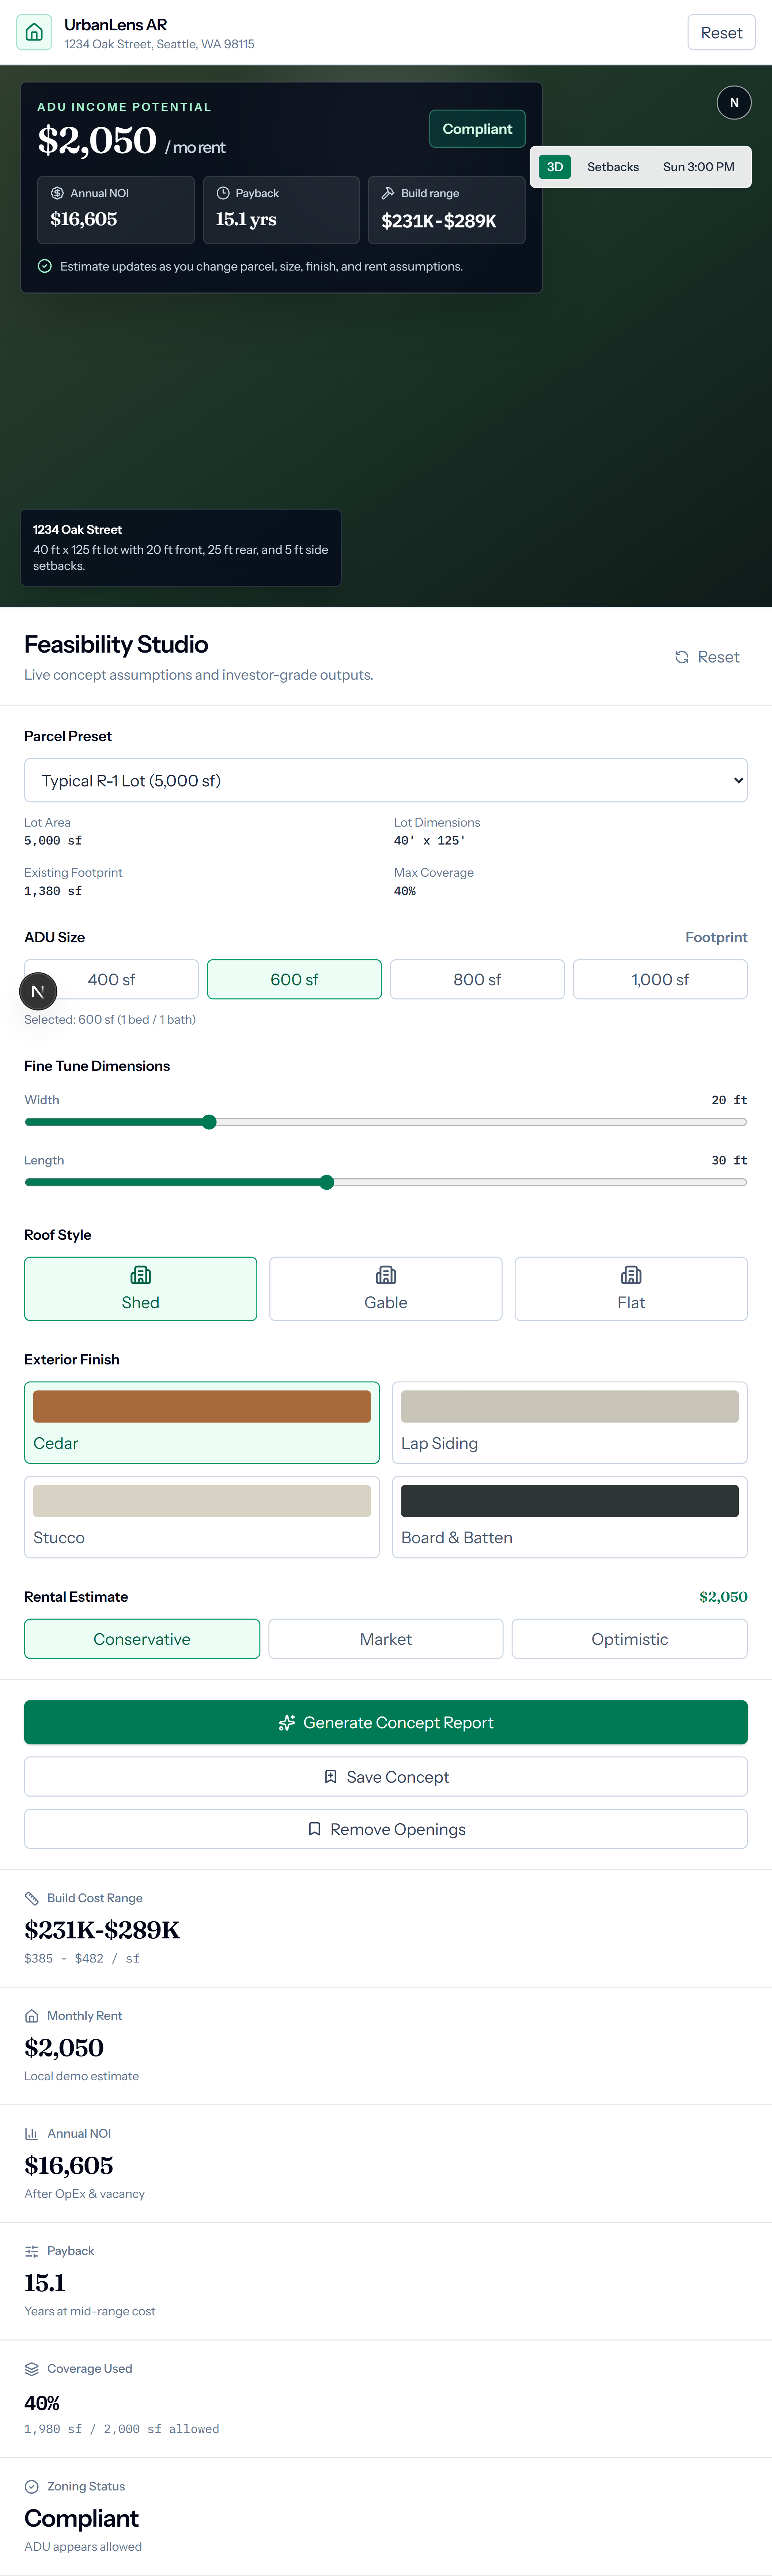 UrbanLens AR
1234 Oak Street, Seattle, WA 98115
Reset
ADU INCOME POTENTIAL
$2,050 / mo rent
Compliant
N
3D Setbacks Sun 3:00 PM
Annual NOI
$16,605
Payback
15.1 yrs
Build range
$231K-$289K
Estimate updates as you change parcel, size, finish, and rent assumptions.
1234 Oak Street
40 ft x 125 ft lot with 20 ft front, 25 ft rear, and 5 ft side
setbacks.
Feasibility Studio
Live concept assumptions and investor-grade outputs.
Reset
Parcel Preset
Typical R-1 Lot (5,000 sf)
Lot Area
5,000 sf
Lot Dimensions
40' x 125'
Existing Footprint
1,380 sf
Max Coverage
40%
ADU Size
Footprint
400 sf
600 sf
800 sf
1,000 sf
N
Selected: 600 sf (1 bed / 1 bath)
Fine Tune Dimensions
Width
20 ft
Length
30 ft
Roof Style
Shed
Gable
Flat
Exterior Finish
Cedar
Lap Siding
Stucco
Board & Batten
Rental Estimate
$2,050
Conservative
Market
Optimistic
Generate Concept Report
Save Concept
Remove Openings
Build Cost Range
$231K-$289K
$385 - $482 / sf
Monthly Rent
$2,050
Local demo estimate
Annual NOI
$16,605
After OpEx & vacancy
Payback
15.1
Years at mid-range cost
Coverage Used
40%
1,980 sf / 2,000 sf allowed
Zoning Status
Compliant
ADU appears allowed